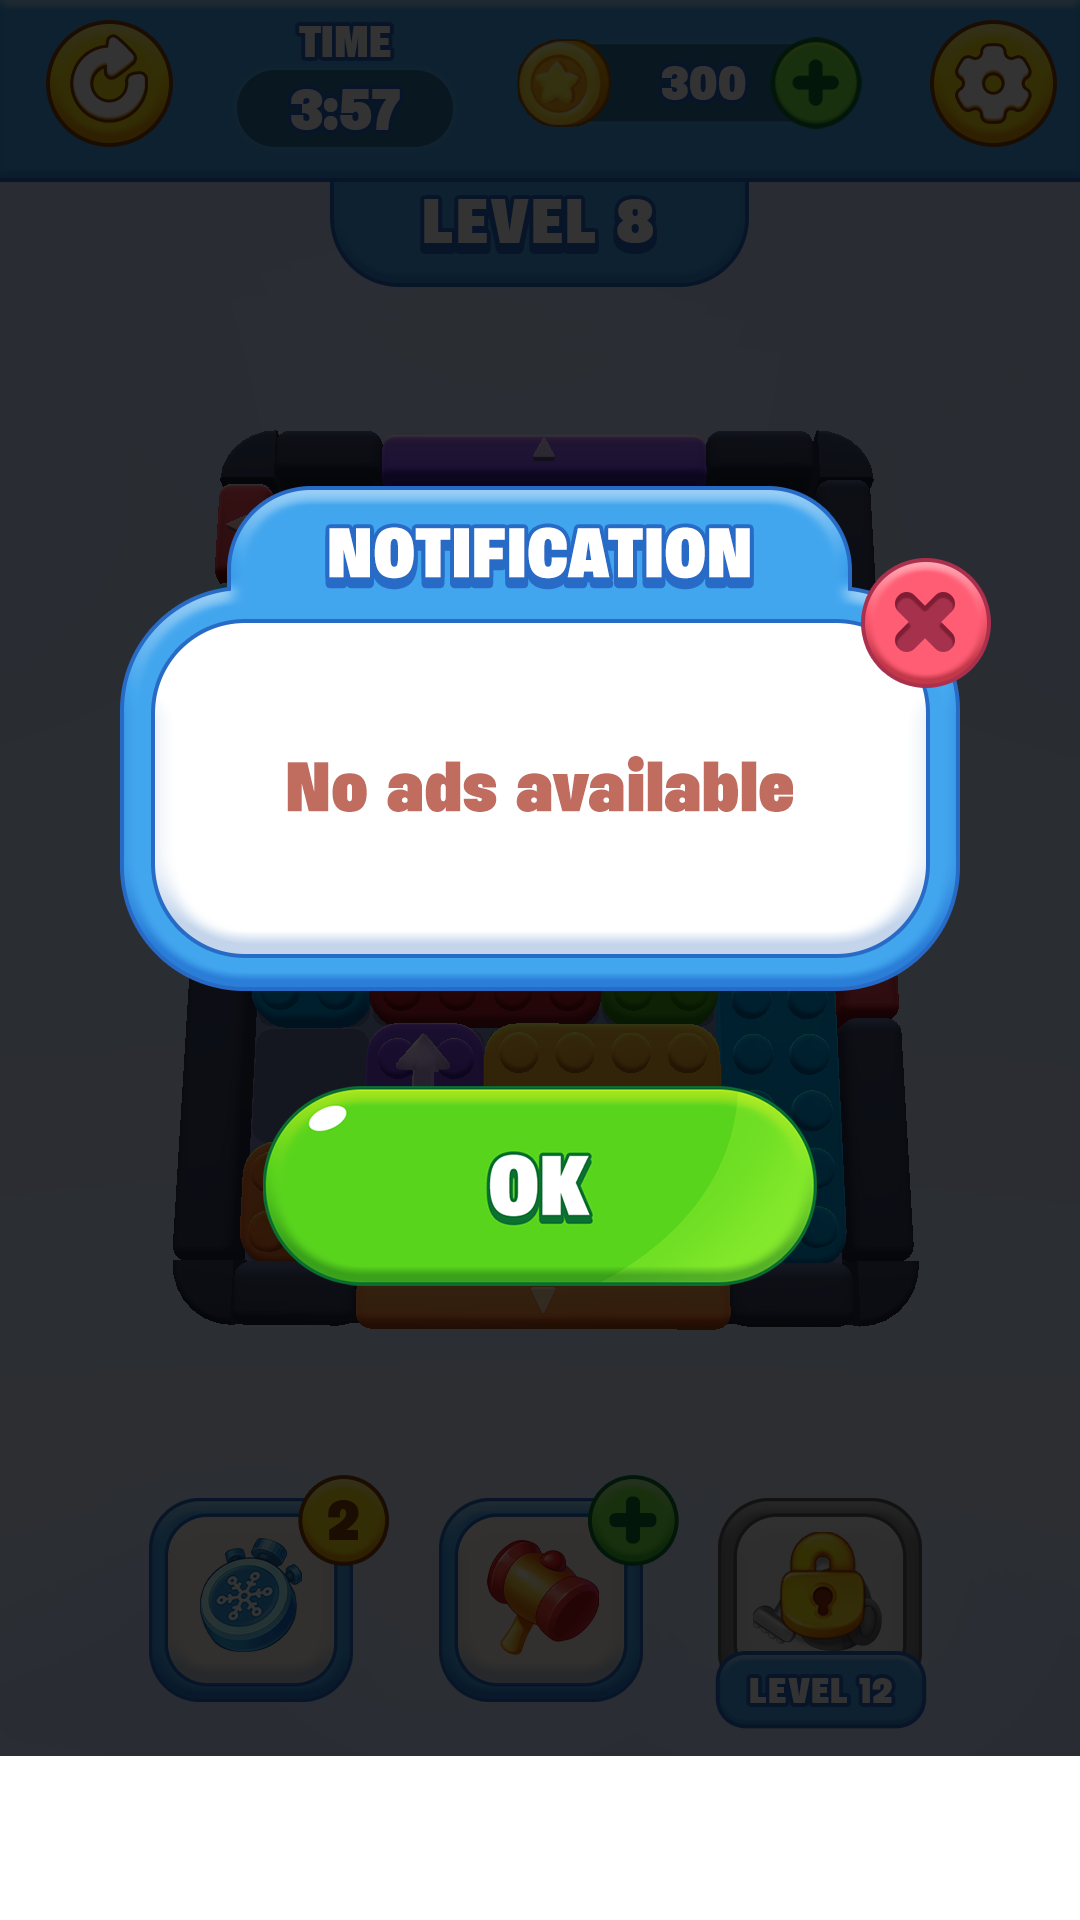 TIME
3:57
300
LEVEL 8
NOTIFICATION
No ads available
OK
2
LEVEL 12